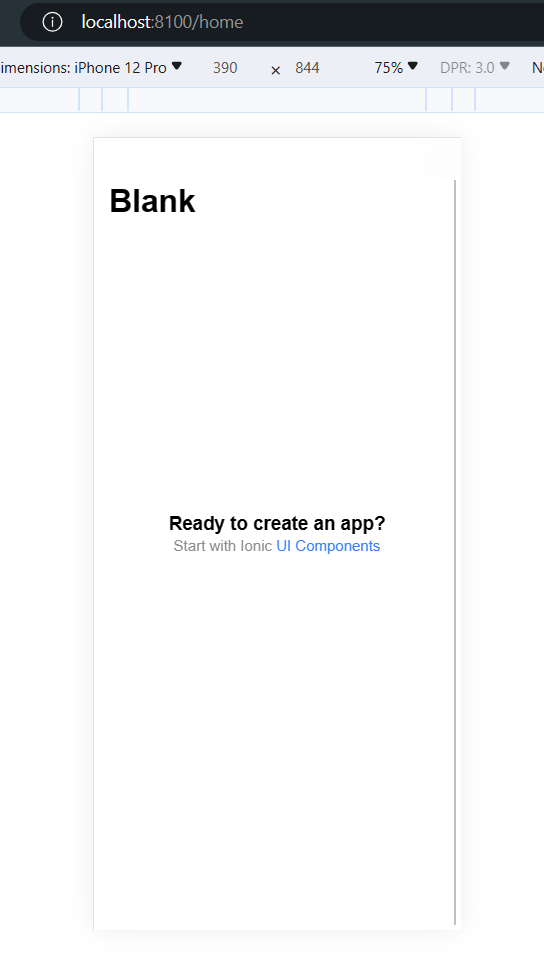 localhost:8100/home
imensions: iPhone 12 Pro 390 × 844 75% DPR: 3.0
Blank
Ready to create an app?
Start with Ionic UI Components